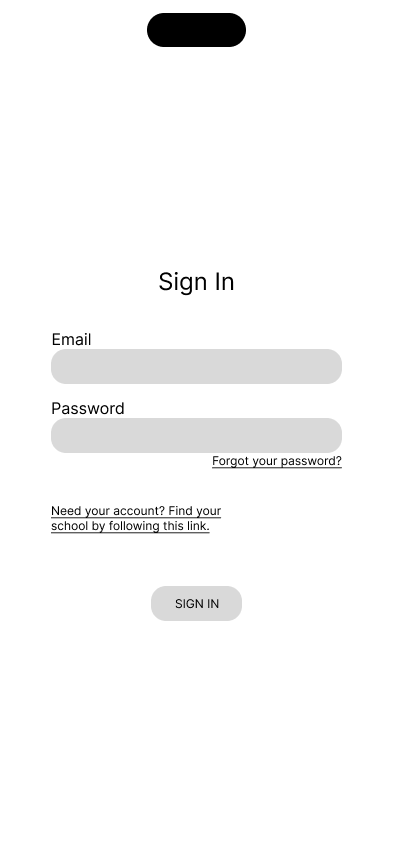 Sign In
Email
Password
Forgot your password?
Need your account? Find your
school by following this link.
SIGN IN